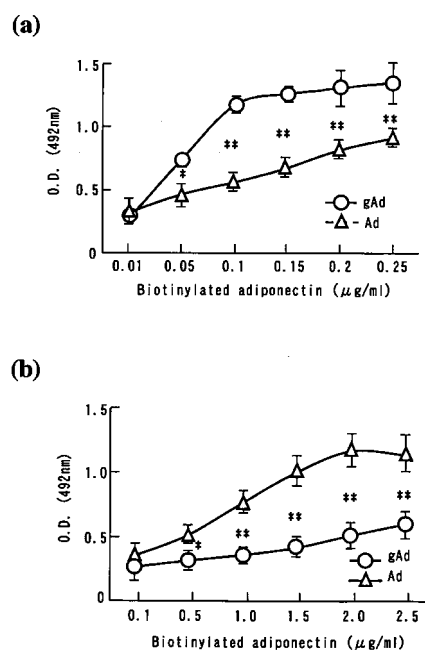 (a)
1.5
1.0
0.5
0
O.D. (492nm)
*
**
**
**
**
gAd
Ad
0.01 0.05 0.1 0.15 0.2 0.25
Biotinylated adiponectin (μg/ml)
(b)
1.5
1.0
0.5
0
O.D. (492nm)
*
**
**
**
**
gAd
Ad
0.1 0.5 1.0 1.5 2.0 2.5
Biotinylated adiponectin (μg/ml)